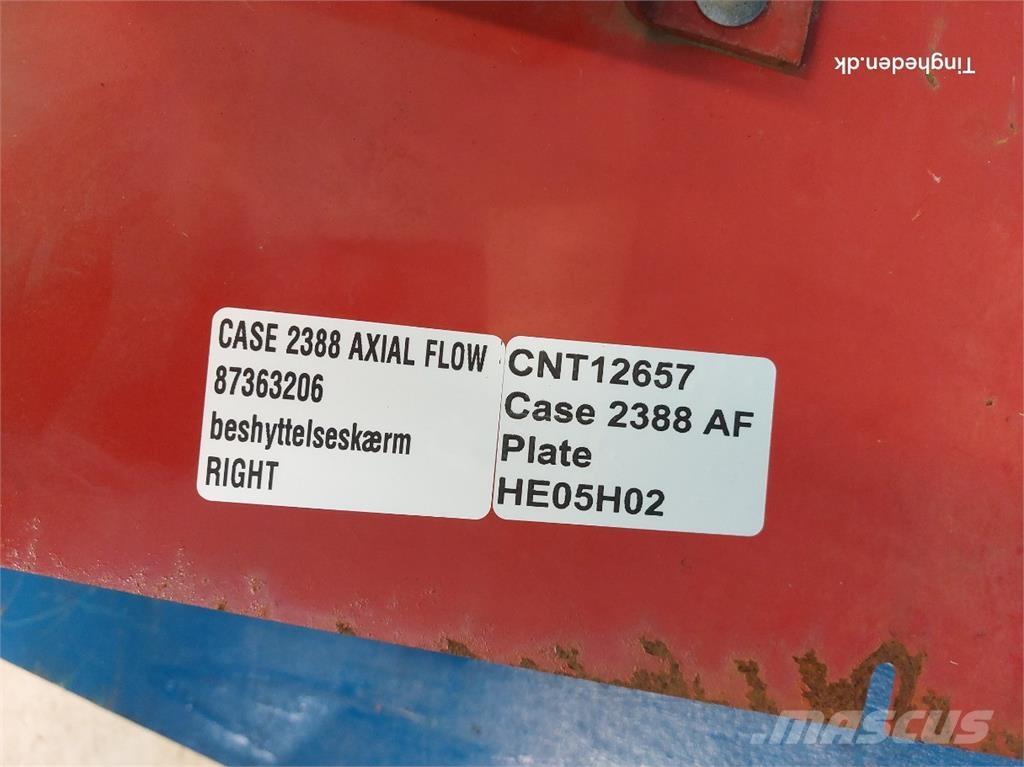 Tingheden.dk
CASE 2388 AXIAL FLOW
87363206
beshyttelseskærm
RIGHT
CNT12657
Case 2388 AF
Plate
HE05H02
MASCUS